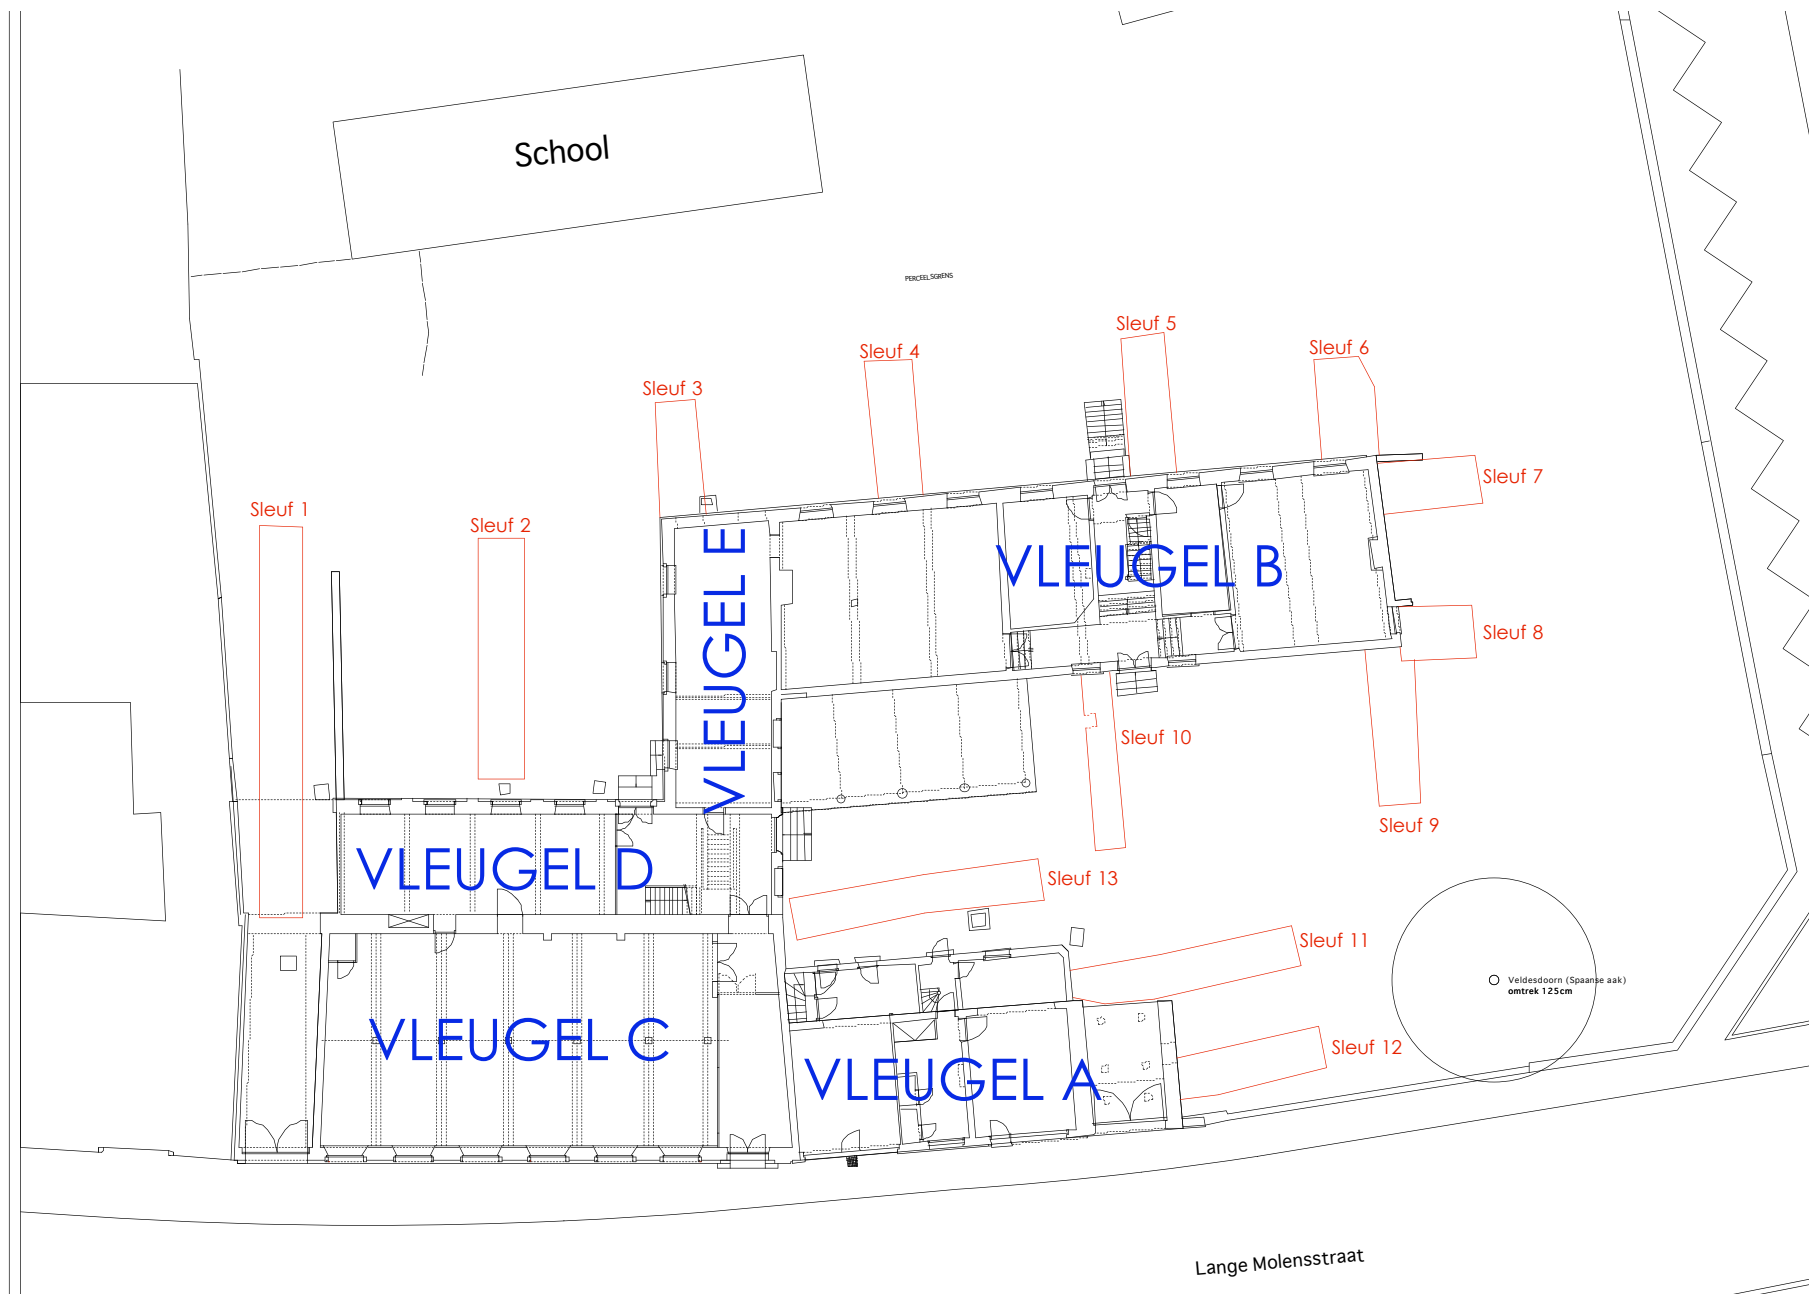 School
PERCEELSGRENS
Sleuf 5
Sleuf 6
Sleuf 4
Sleuf 3
Sleuf 7
Sleuf 1
Sleuf 2
VLEUGEL E
VLEUGEL B
Sleuf 8
Sleuf 10
Sleuf 9
VLEUGEL D
Sleuf 13
Sleuf 11
Veldesdoorn (Spaanse aak)
omtrek 125cm
VLEUGEL C
VLEUGEL A
Sleuf 12
Lange Molensstraat